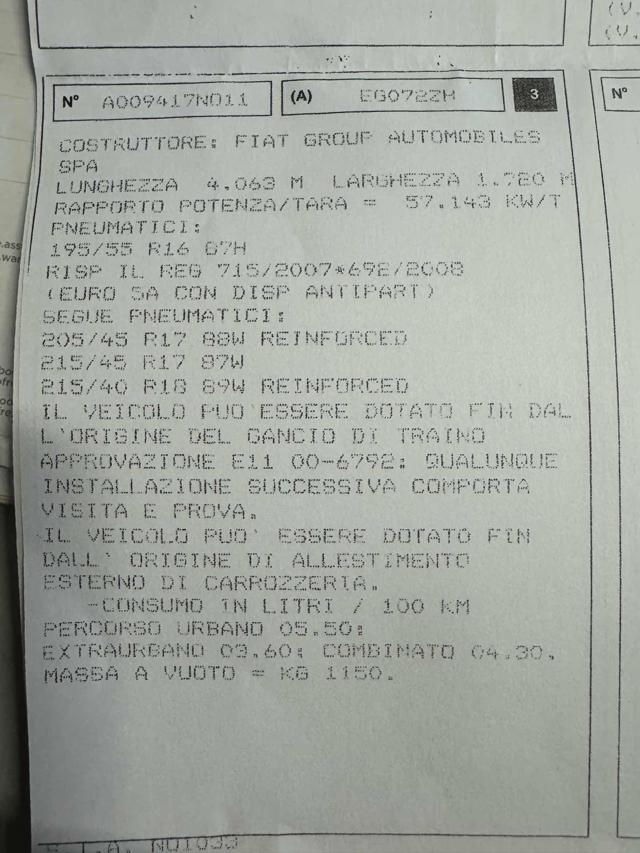 (V.
(V.
N° A009417N011 (A) EG072ZH 3
N°
COSTRUTTORE: FIAT GROUP AUTOMOBILES
SPA
LUNGHEZZA 4.063 M LARGHEZZA 1.720 M
RAPPORTO POTENZA/TARA = 57.143 KW/T
PNEUMATICI:
195/55 R16 87H
RISP IL REG 715/2007*692/2008
(EURO 5A CON DISP ANTIPART)
SEGUE PNEUMATICI:
205/45 R17 88W REINFORCED
215/45 R17 87W
215/40 R18 89W REINFORCED
IL VEICOLO PUO'ESSERE DOTATO FIN DAL
L'ORIGINE DEL GANCIO DI TRAINO
APPROVAZIONE E11 00-6792: QUALUNQUE
INSTALLAZIONE SUCCESSIVA COMPORTA
VISITA E PROVA.
IL VEICOLO PUO' ESSERE DOTATO FIN
DALL' ORIGINE DI ALLESTIMENTO
ESTERNO DI CARROZZERIA.
-CONSUMO IN LITRI / 100 KM
PERCORSO URBANO 05.50:
EXTRAURBANO 03.60: COMBINATO 04.30.
MASSA A VUOTO = KG 1150.